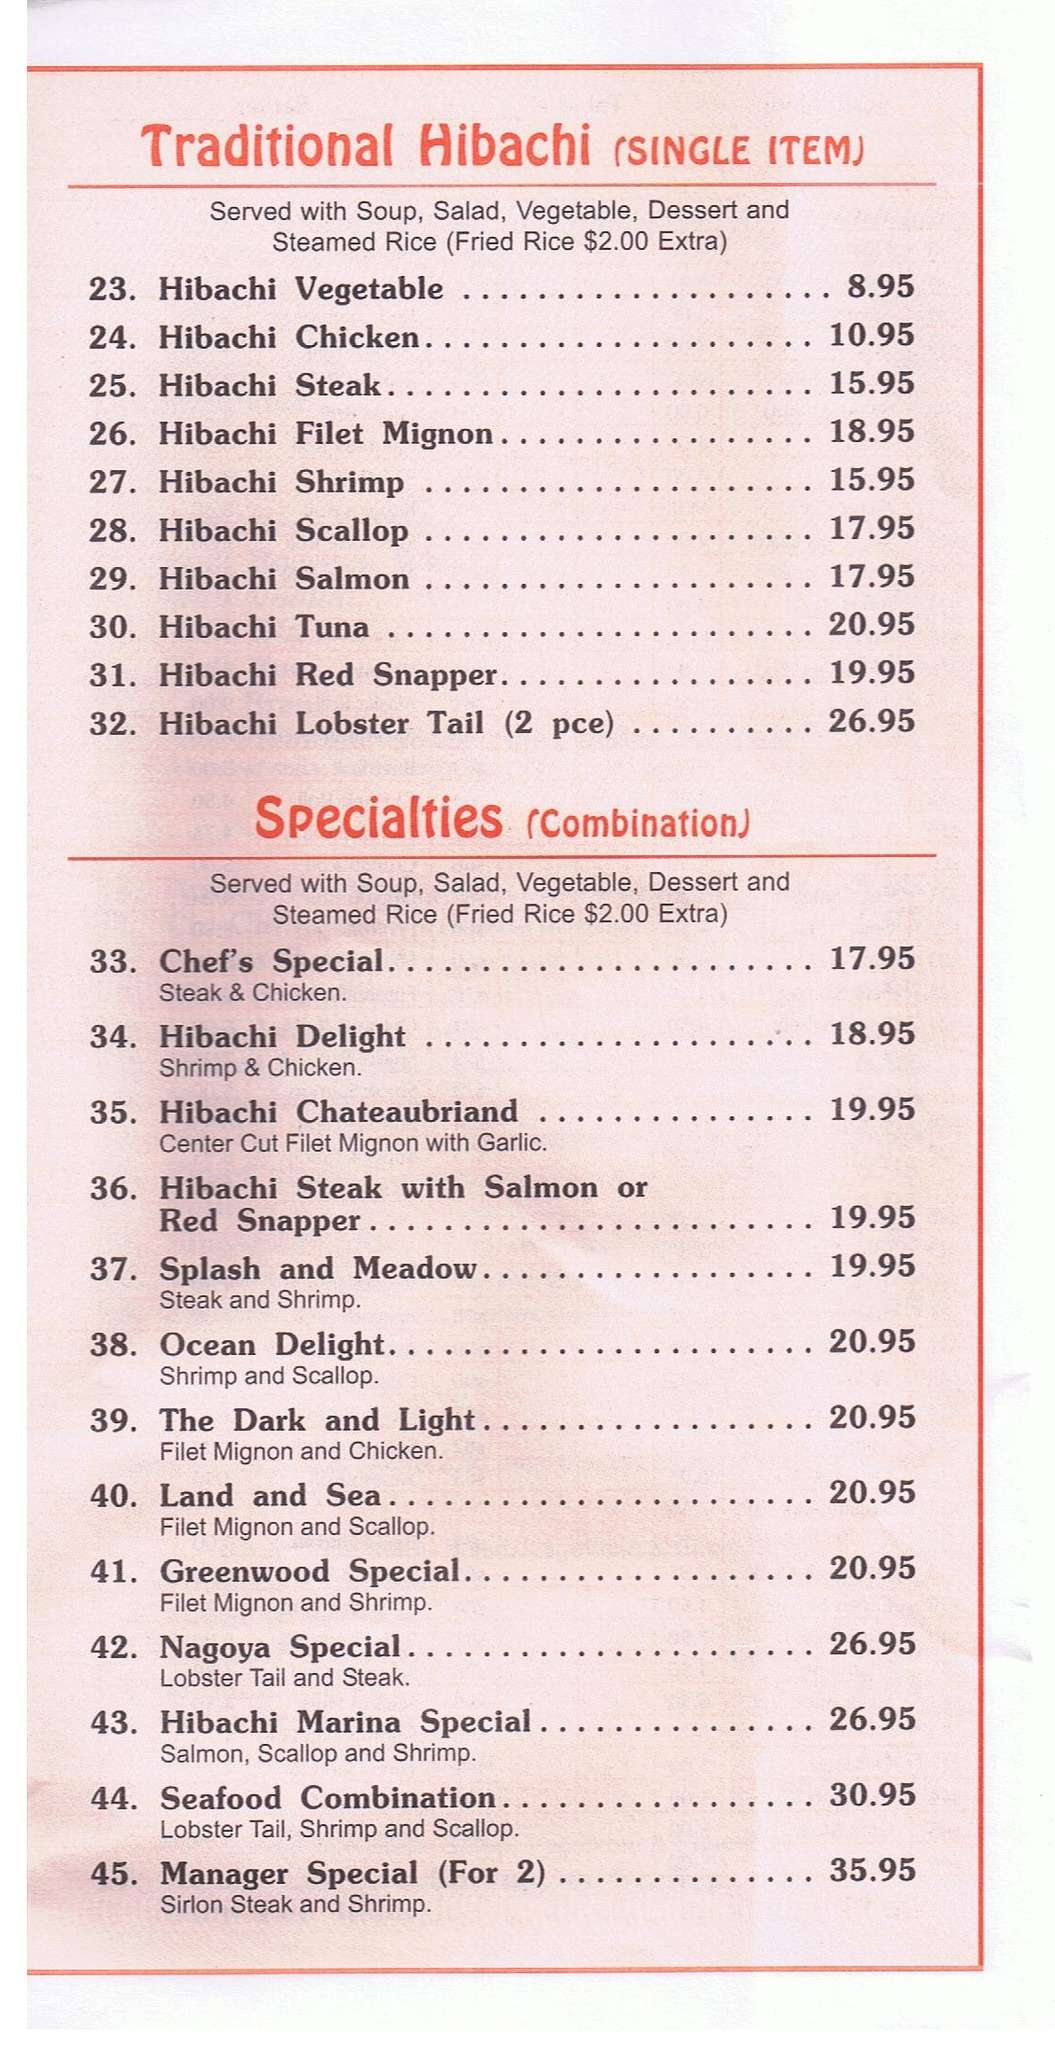 Traditional Hibachi (SINGLE ITEM)
Served with Soup, Salad, Vegetable, Dessert and
Steamed Rice (Fried Rice $2.00 Extra)
23. Hibachi Vegetable .................... 8.95
24. Hibachi Chicken..................... 10.95
25. Hibachi Steak....................... 15.95
26. Hibachi Filet Mignon................. 18.95
27. Hibachi Shrimp ..................... 15.95
28. Hibachi Scallop ..................... 17.95
29. Hibachi Salmon ..................... 17.95
30. Hibachi Tuna ....................... 20.95
31. Hibachi Red Snapper................. 19.95
32. Hibachi Lobster Tail (2 pce) .......... 26.95
Specialties (Combination)
Served with Soup, Salad, Vegetable, Dessert and
Steamed Rice (Fried Rice $2.00 Extra)
33. Chef's Special....................... 17.95
Steak & Chicken.
34. Hibachi Delight ..................... 18.95
Shrimp & Chicken.
35. Hibachi Chateaubriand ............... 19.95
Center Cut Filet Mignon with Garlic.
36. Hibachi Steak with Salmon or
Red Snapper........................ 19.95
37. Splash and Meadow.................. 19.95
Steak and Shrimp.
38. Ocean Delight....................... 20.95
Shrimp and Scallop.
39. The Dark and Light.................. 20.95
Filet Mignon and Chicken.
40. Land and Sea....................... 20.95
Filet Mignon and Scallop.
41. Greenwood Special................... 20.95
Filet Mignon and Shrimp.
42. Nagoya Special...................... 26.95
Lobster Tail and Steak.
43. Hibachi Marina Special............... 26.95
Salmon, Scallop and Shrimp.
44. Seafood Combination................. 30.95
Lobster Tail, Shrimp and Scallop.
45. Manager Special (For 2) .............. 35.95
Sirlon Steak and Shrimp.